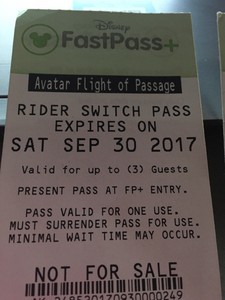 Disney
FastPass+
Avatar Flight of Passage
RIDER SWITCH PASS
EXPIRES ON
SAT SEP 30 2017
Valid for up to (3) Guests
PRESENT PASS AT FP+ ENTRY.
PASS VALID FOR ONE USE.
MUST SURRENDER PASS FOR USE.
MINIMAL WAIT TIME MAY OCCUR.
NOT FOR SALE